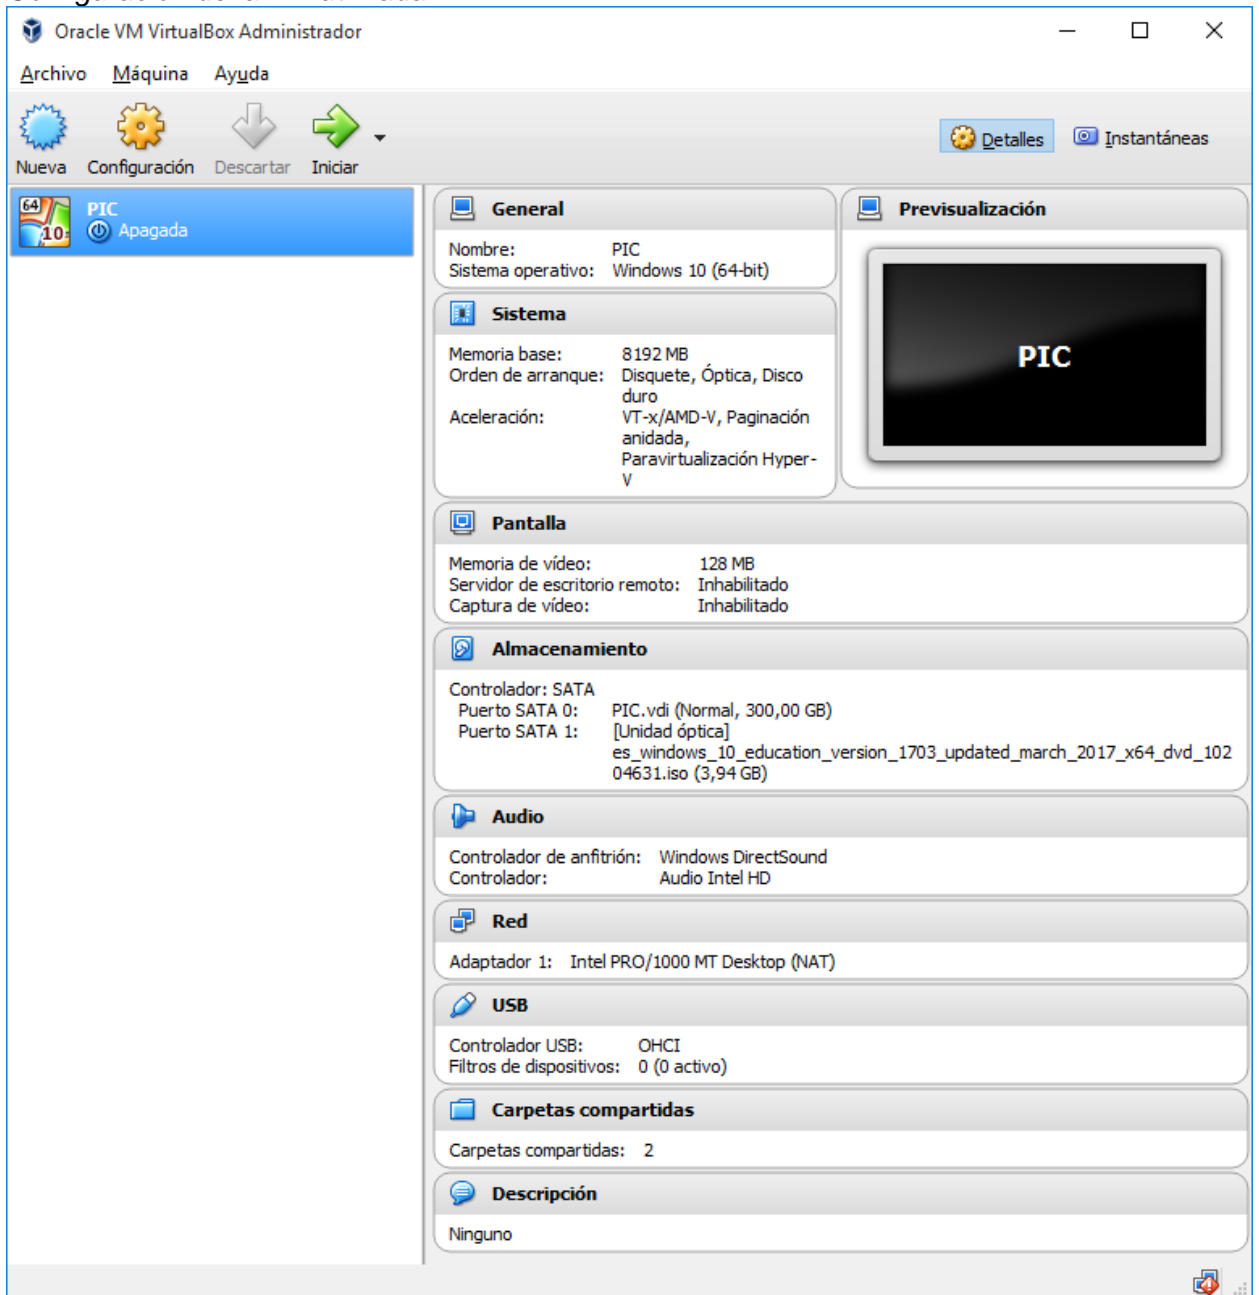 Oracle VM VirtualBox Administrador
Archivo Máquina Ayuda
Nueva Configuración Descartar Iniciar
Detalles Instantáneas
64
10
PIC
Apagada
General
Nombre: PIC
Sistema operativo: Windows 10 (64-bit)
Previsualización
PIC
Sistema
Memoria base: 8192 MB
Orden de arranque: Disquete, Óptica, Disco
duro
Aceleración: VT-x/AMD-V, Paginación
anidada,
Paravirtualización Hyper-
V
Pantalla
Memoria de vídeo: 128 MB
Servidor de escritorio remoto: Inhabilitado
Captura de vídeo: Inhabilitado
Almacenamiento
Controlador: SATA
Puerto SATA 0: PIC.vdi (Normal, 300,00 GB)
Puerto SATA 1: [Unidad óptica]
es_windows_10_education_version_1703_updated_march_2017_x64_dvd_102
04631.iso (3,94 GB)
Audio
Controlador de anfitrión: Windows DirectSound
Controlador: Audio Intel HD
Red
Adaptador 1: Intel PRO/1000 MT Desktop (NAT)
USB
Controlador USB: OHCI
Filtros de dispositivos: 0 (0 activo)
Carpetas compartidas
Carpetas compartidas: 2
Descripción
Ninguno